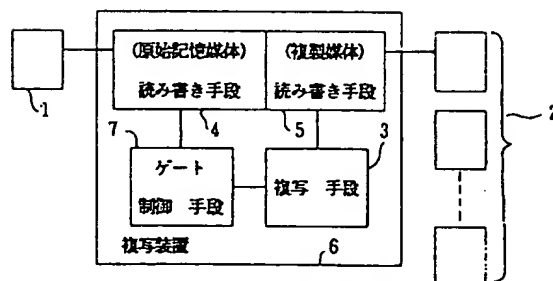 (原始記憶媒体)
読み書き手段
(複製媒体)
読み書き手段
1
4
5
2
7
3
ゲート
制御 手段
複写 手段
複写装置
6